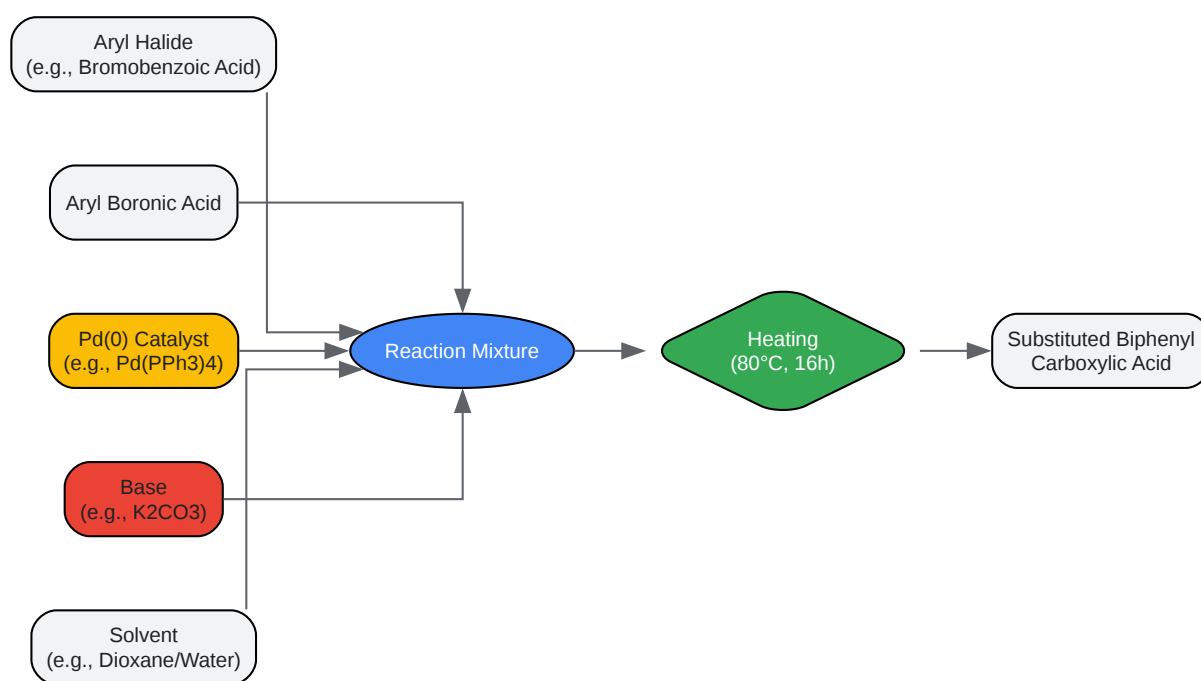 Aryl Halide
(e.g., Bromobenzoic Acid)
Aryl Boronic Acid
Pd(0) Catalyst
(e.g., Pd(PPh3)4)
Base
(e.g., K2CO3)
Solvent
(e.g., Dioxane/Water)
Reaction Mixture
Heating
(80°C, 16h)
Substituted Biphenyl
Carboxylic Acid